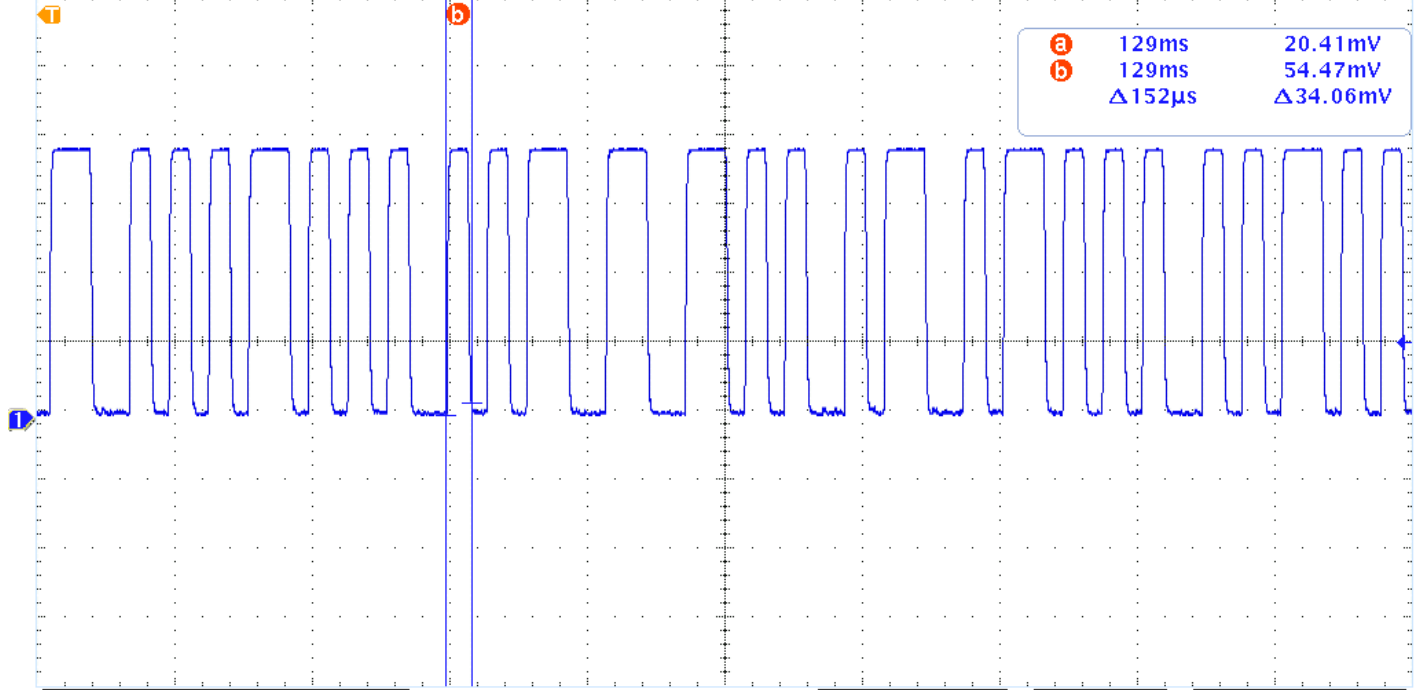 T
b
a 129ms 20.41mV
b 129ms 54.47mV
Δ152µs Δ34.06mV
1